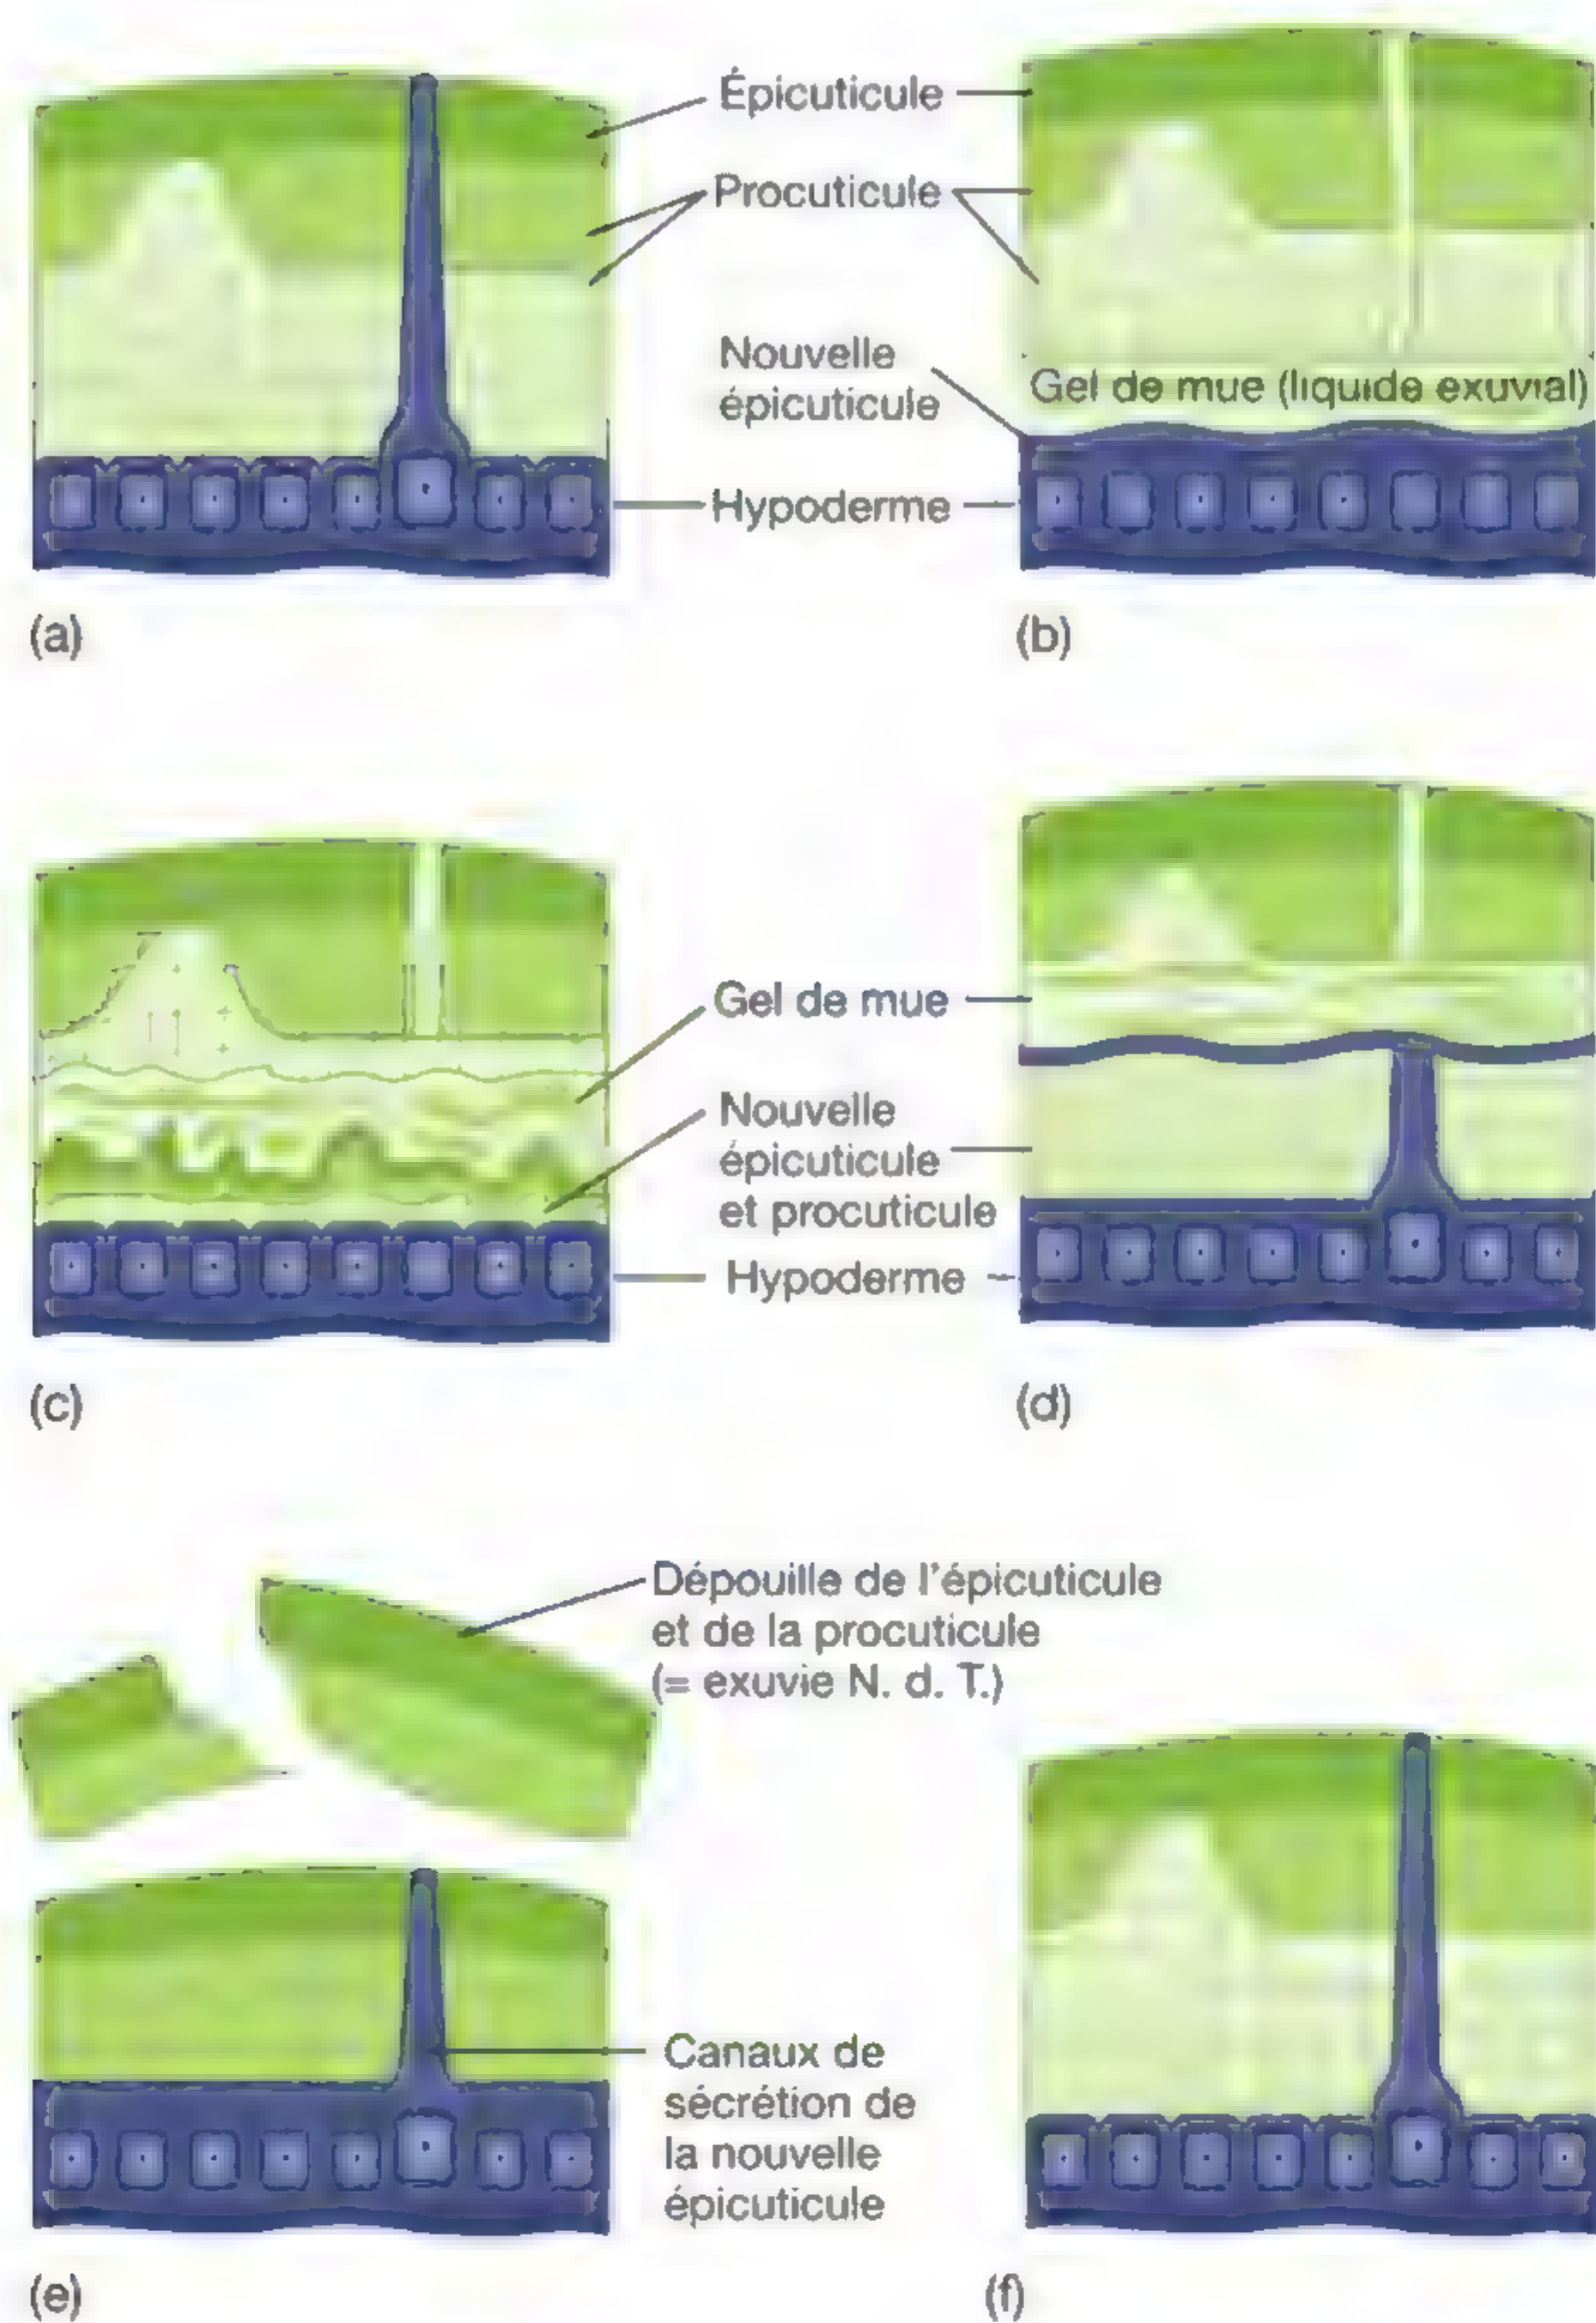 Épicuticule
Procuticule
Nouvelle
épicuticule
Gel de mue (liquide exuvial)
Hypoderme
(a)
(b)
Gel de mue
Nouvelle
épicuticule
et procuticule
Hypoderme
(c)
(d)
Dépouille de l'épicuticule
et de la procuticule
(= exuvie N. d. T.)
Canaux de
sécrétion de
la nouvelle
épicuticule
(e)
(f)